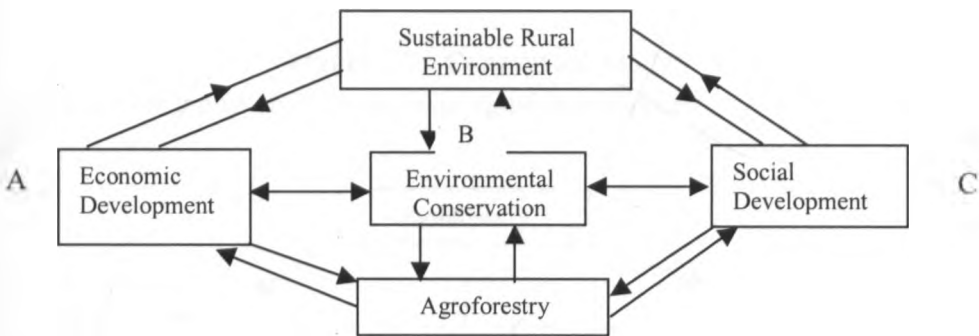 Sustainable Rural
Environment
B
A
Economic
Development
Environmental
Conservation
Social
Development
C
Agroforestry